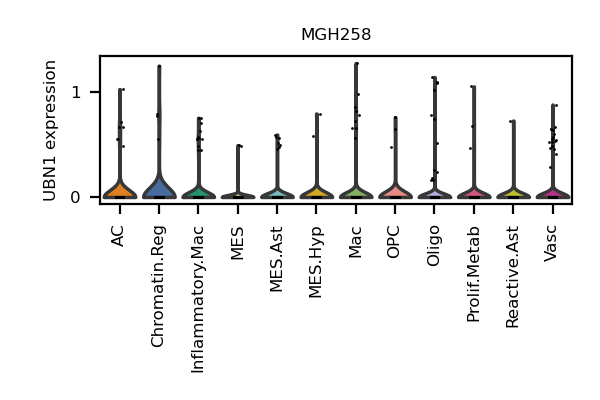 MGH258
UBN1 expression
1
0
AC
Chromatin.Reg
Inflammatory.Mac
MES
MES.Ast
MES.Hyp
Mac
OPC
Oligo
Prolif.Metab
Reactive.Ast
Vasc